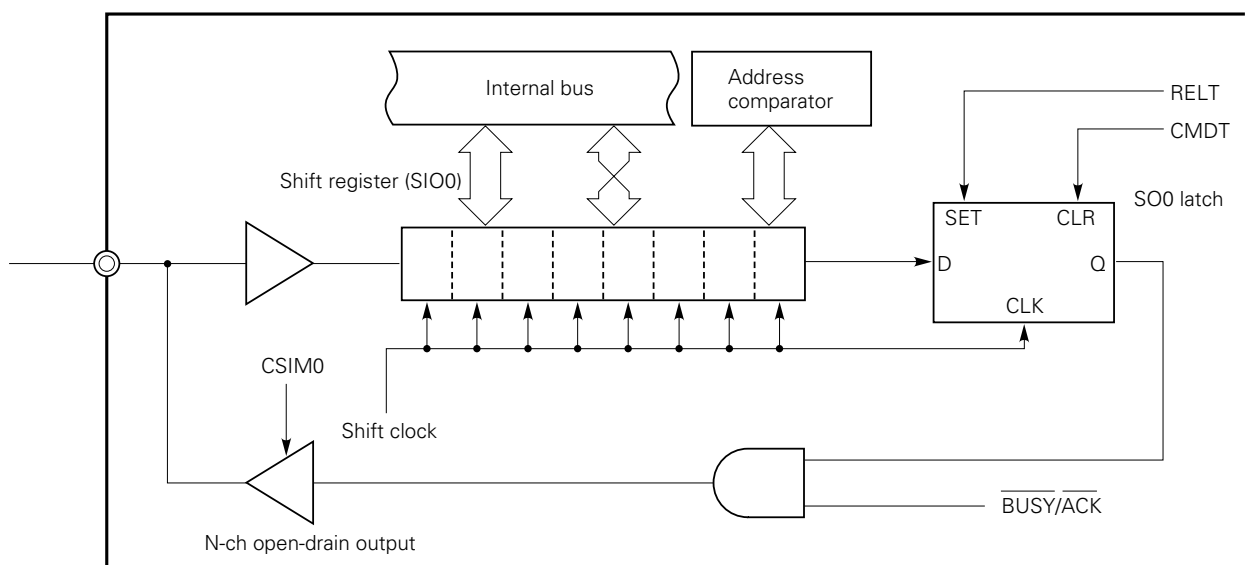 Internal bus
Address
comparator
RELT
CMDT
Shift register (SIO0)
SO0 latch
SET
CLR
D
Q
CLK
CSIM0
Shift clock
BUSY/ACK
N-ch open-drain output